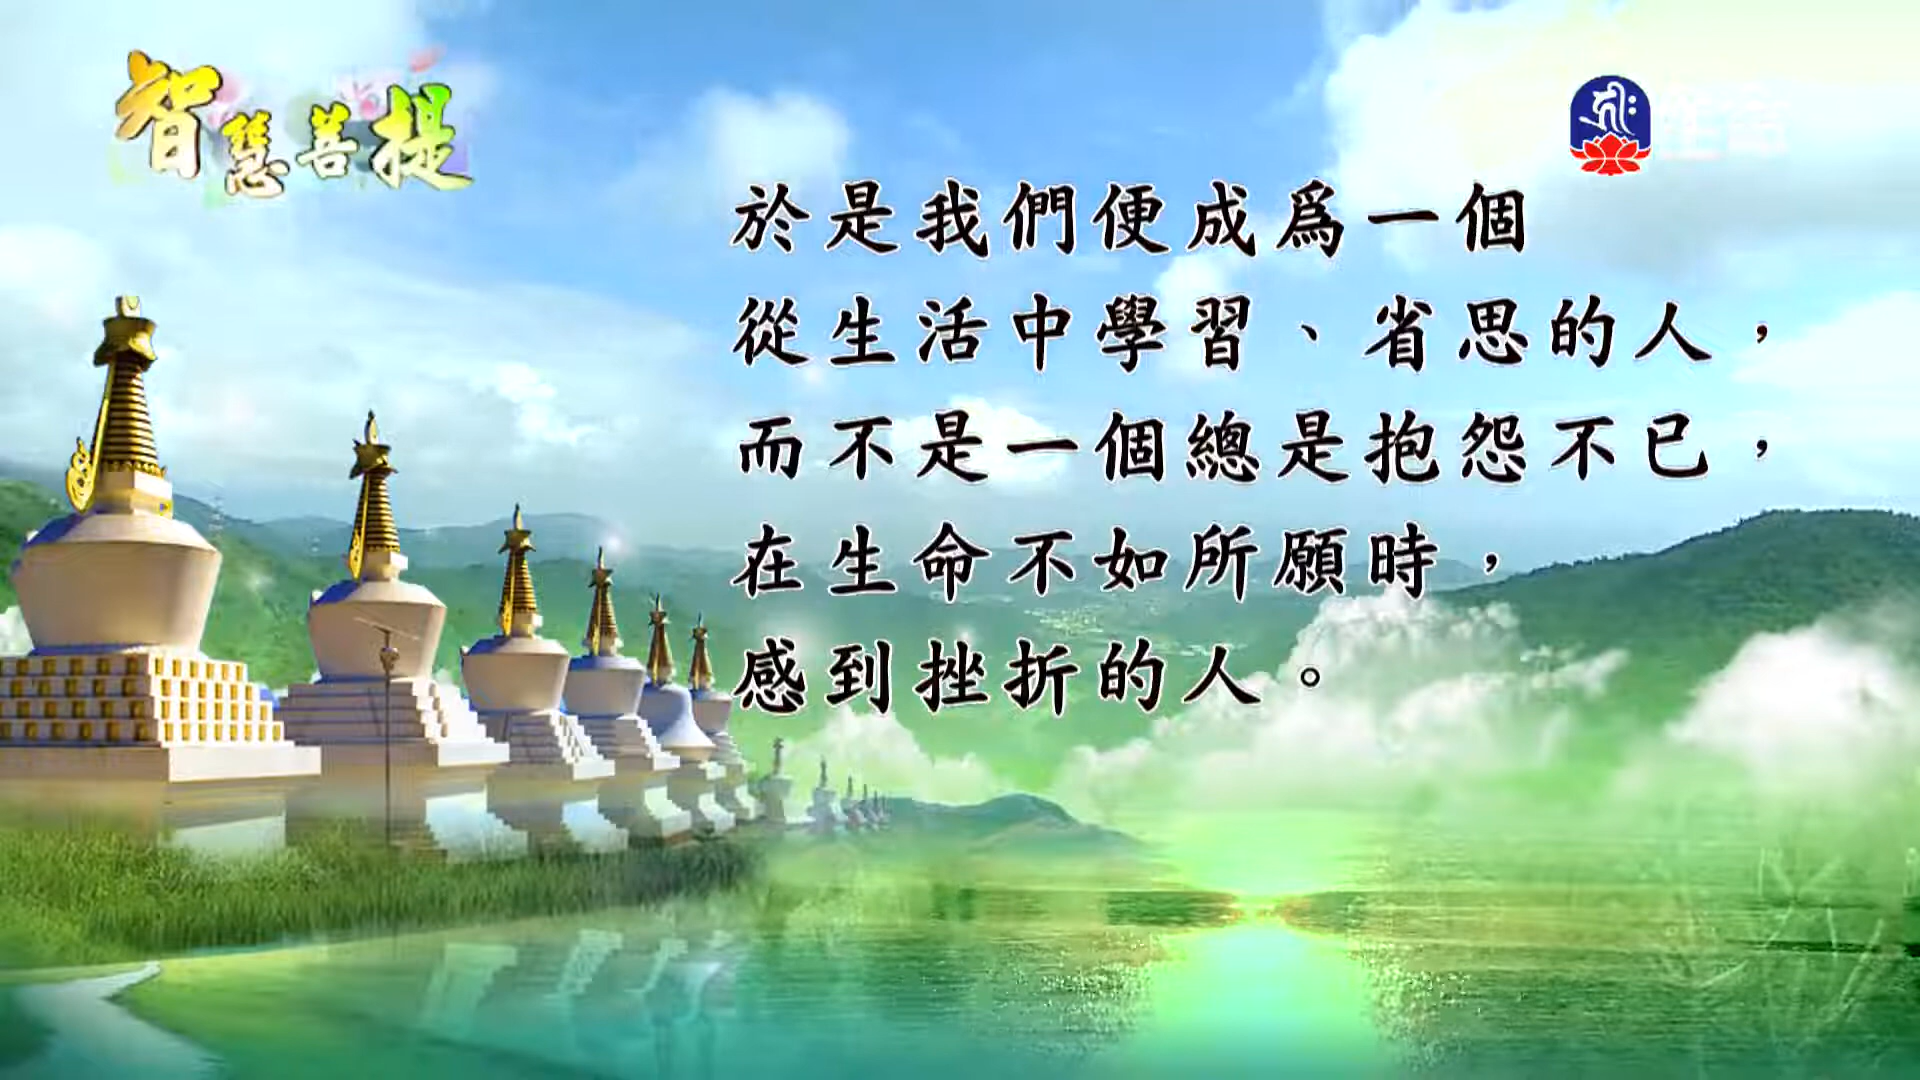 智慧菩提
於是我們便成爲一個
從生活中學習、省思的人，
而不是一個總是抱怨不已，
在生命不如所願時，
感到挫折的人。